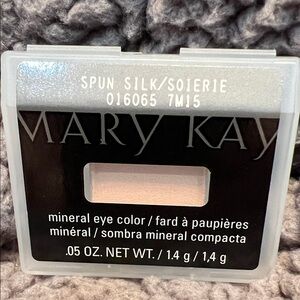 SPUN SILK/SOIERIE
016065 7M15
MARY KAY
mineral eye color / fard à paupières
minéral / sombra mineral compacta
.05 OZ. NET WT. / 1.4 g / 1,4 g